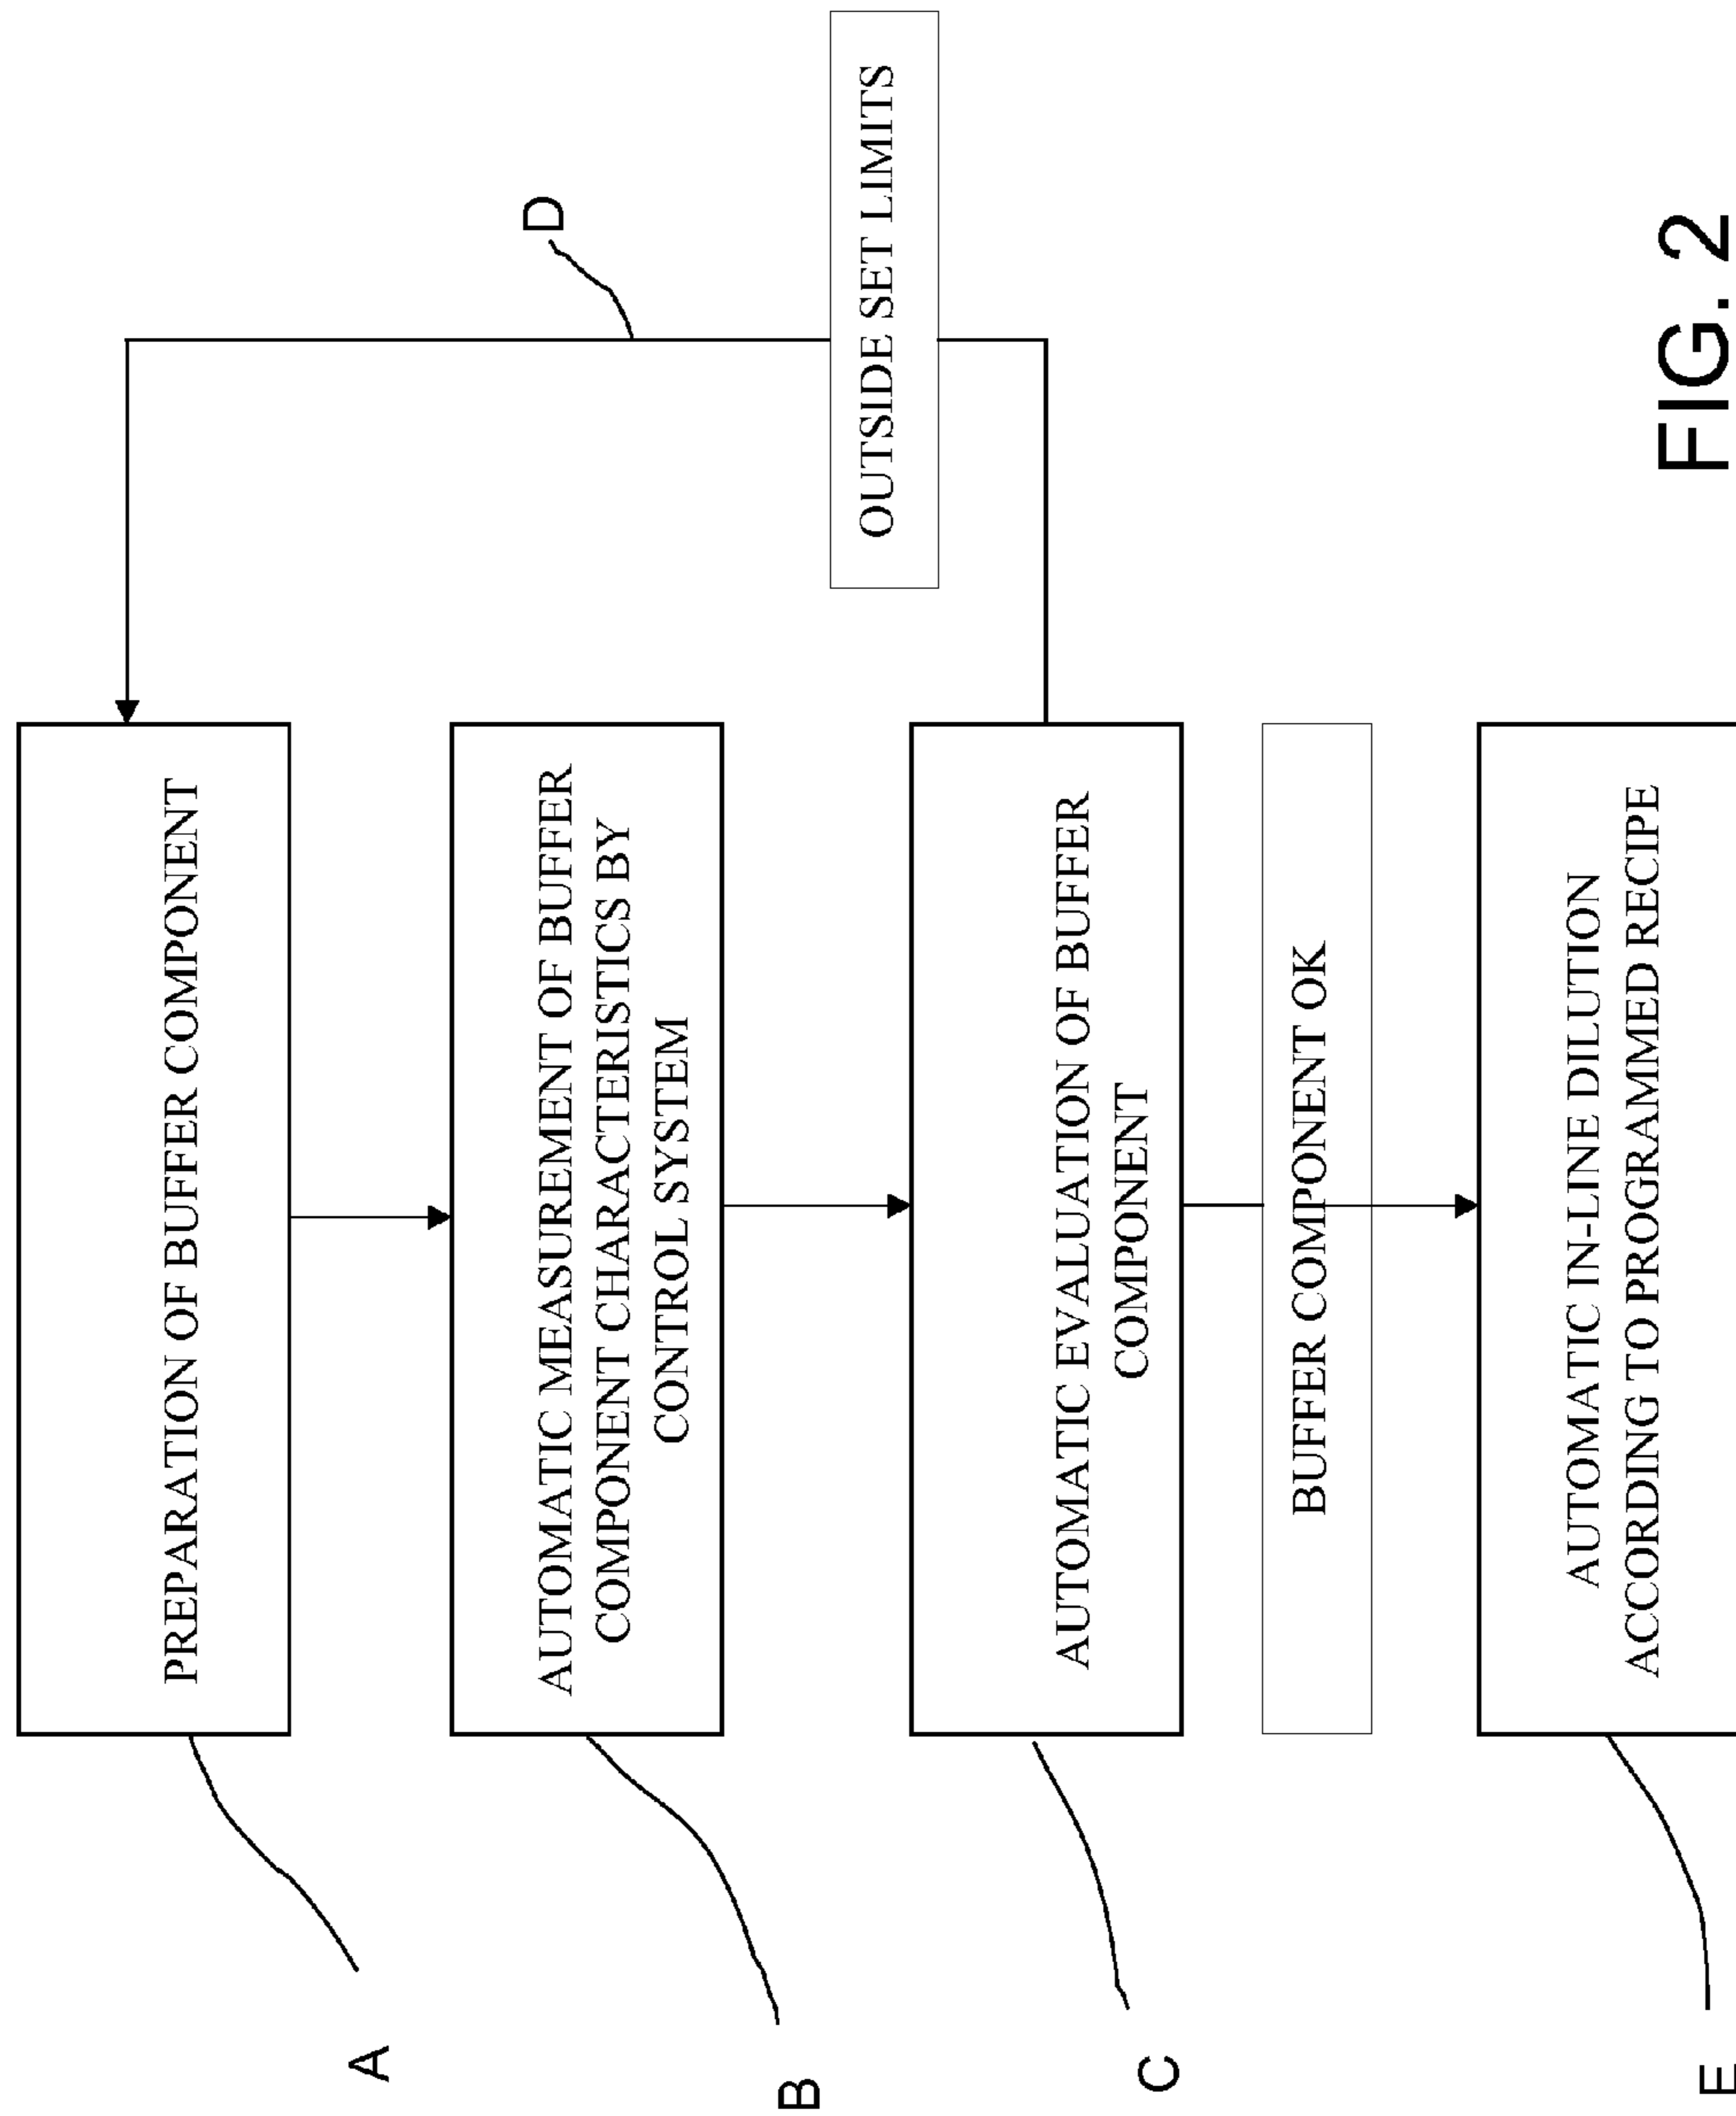 A
PREPARATION OF BUFFER COMPONENT
B
AUTOMATIC MEASUREMENT OF BUFFER
COMPONENT CHARACTERISTICS BY
CONTROL SYSTEM
D
OUTSIDE SET LIMITS
C
AUTOMATIC EVALUATION OF BUFFER
COMPONENT
BUFFER COMPONENT OK
E
AUTOMATIC IN-LINE DILUTION
ACCORDING TO PROGRAMMED RECIPE
FIG. 2